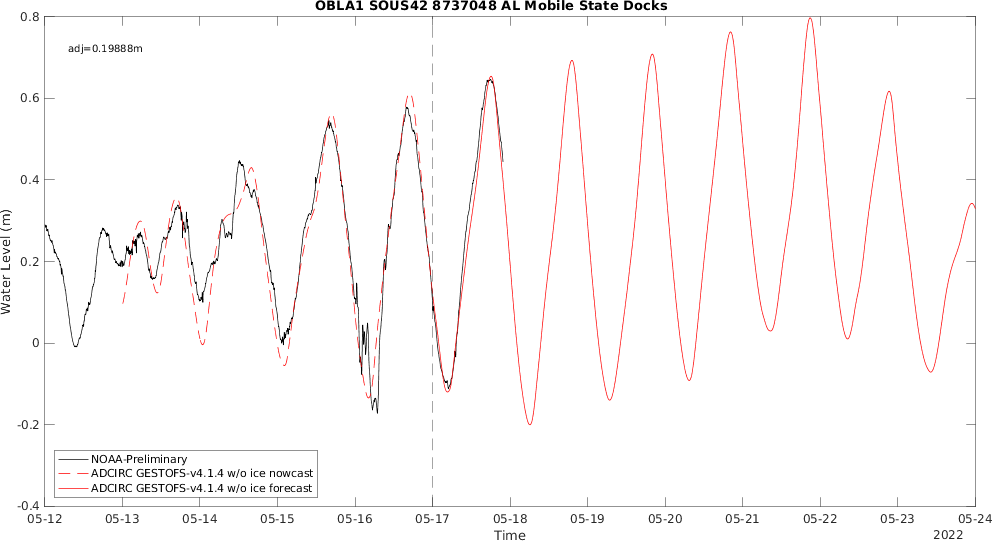 OBLA1 SOUS42 8737048 AL Mobile State Docks
adj=0.19888m
Water Level (m)
0.8
0.6
0.4
0.2
0
-0.2
-0.4
NOAA-Preliminary
ADCIRC GESTOFS-v4.1.4 w/o ice nowcast
ADCIRC GESTOFS-v4.1.4 w/o ice forecast
05-12 05-13 05-14 05-15 05-16 05-17 05-18 05-19 05-20 05-21 05-22 05-23 05-24
Time
2022